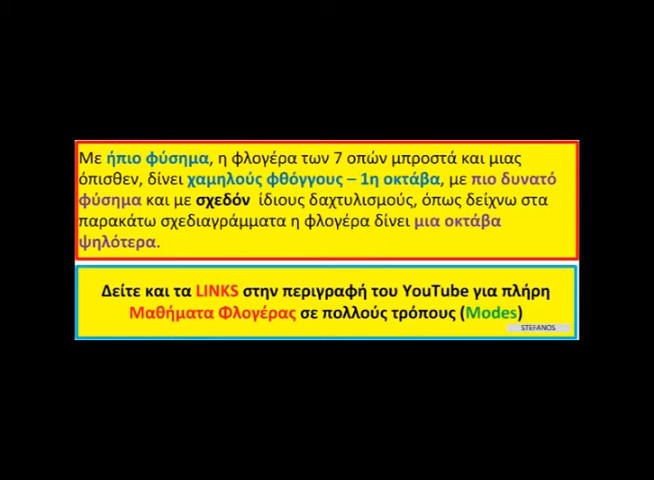 Με ήπιο φύσημα, η φλογέρα των 7 οπών μπροστά και μιας
όπισθεν, δίνει χαμηλούς φθόγγους – 1η οκτάβα, με πιο δυνατό
φύσημα και με σχεδόν ίδιους δαχτυλισμούς, όπως δείχνω στα
παρακάτω σχεδιαγράμματα η φλογέρα δίνει μια οκτάβα
ψηλότερα.
Δείτε και τα LINKS στην περιγραφή του YouTube για πλήρη
Μαθήματα Φλογέρας σε πολλούς τρόπους (Modes)
STEFANOS